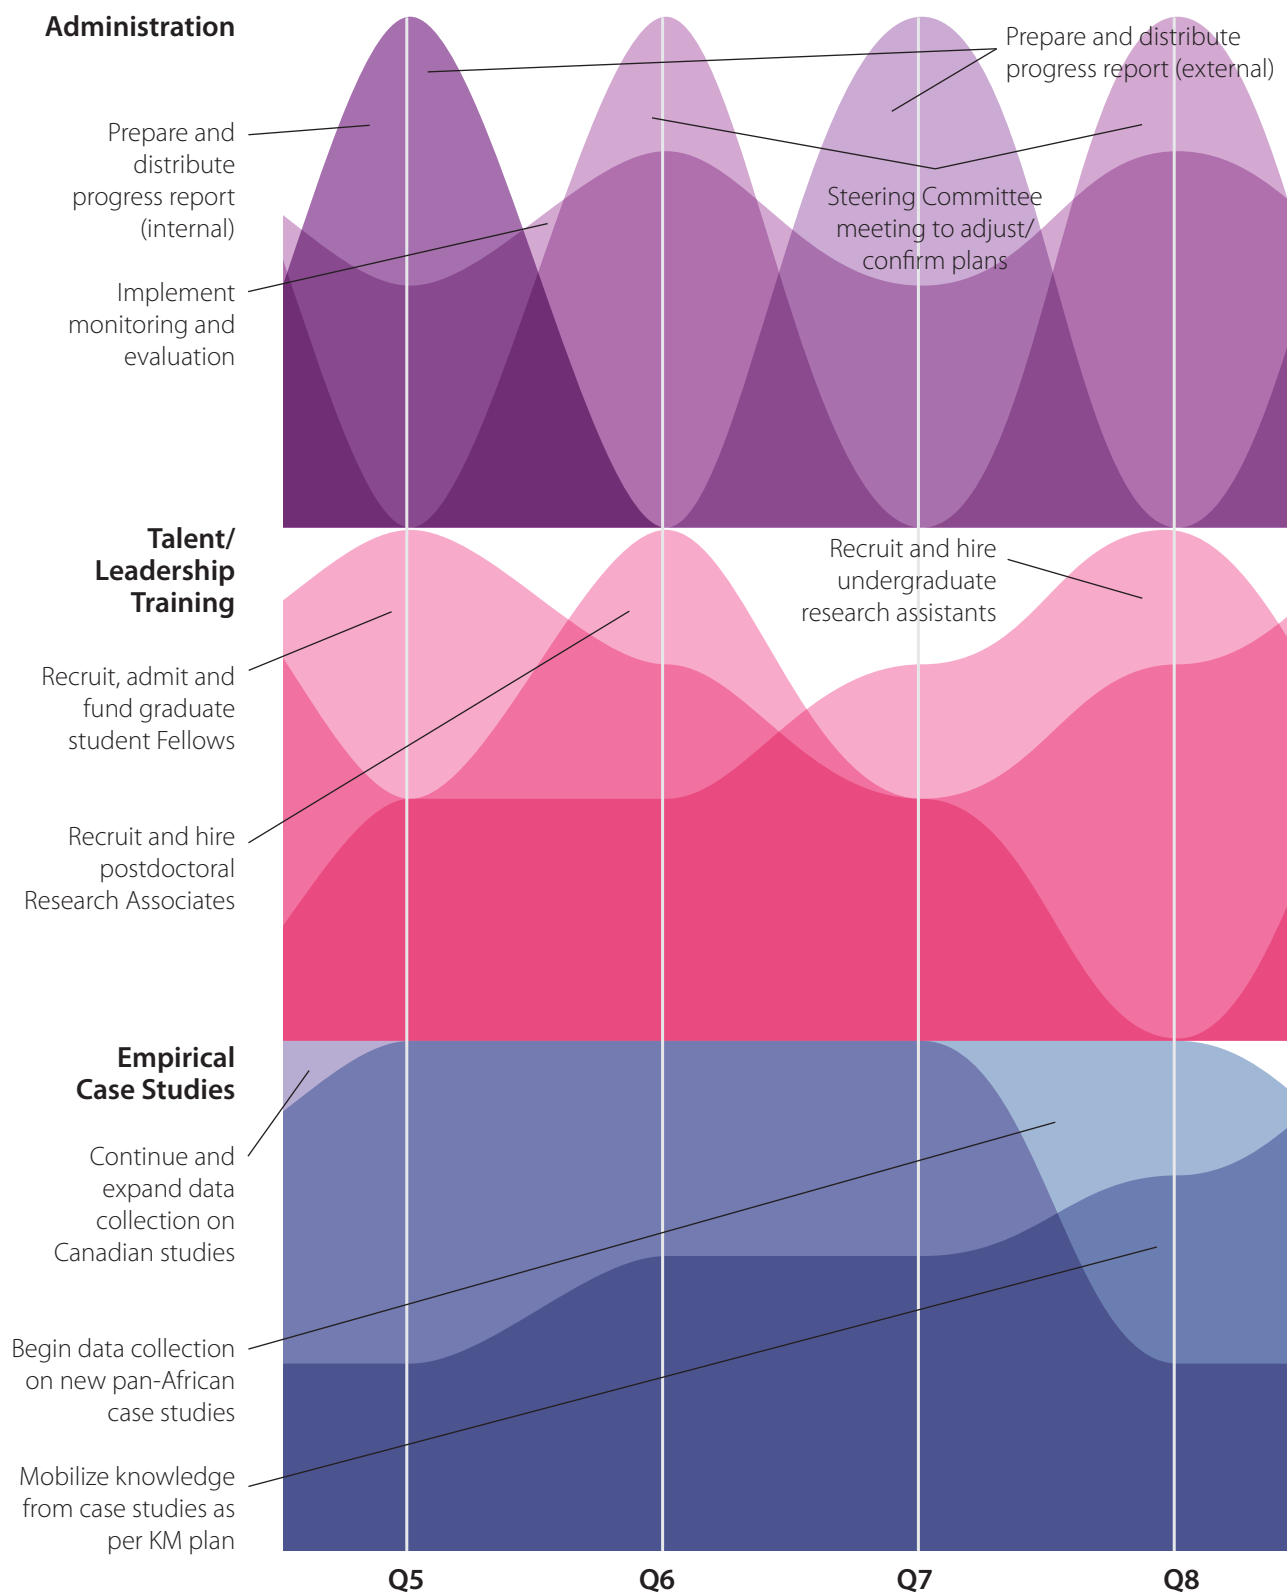 Administration
Prepare and distribute
progress report (external)
Prepare and
distribute
progress report
(internal)
Steering Committee
meeting to adjust/
confirm plans
Implement
monitoring and
evaluation
Talent/
Leadership
Training
Recruit and hire
undergraduate
research assistants
Recruit, admit and
fund graduate
student Fellows
Recruit and hire
postdoctoral
Research Associates
Empirical
Case Studies
Continue and
expand data
collection on
Canadian studies
Begin data collection
on new pan-African
case studies
Mobilize knowledge
from case studies as
per KM plan
Q5 Q6 Q7 Q8